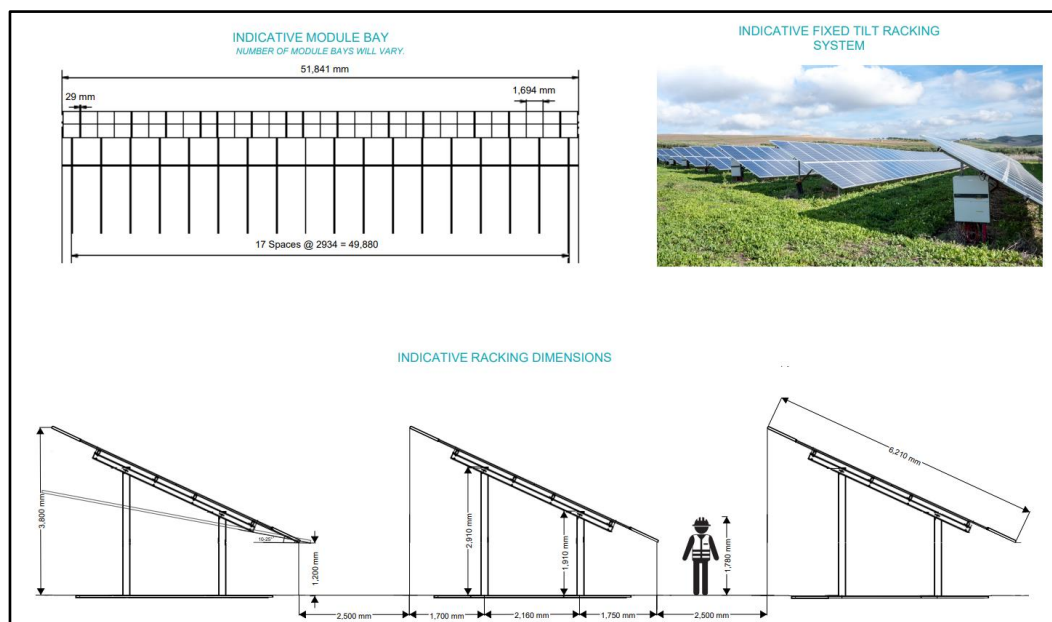 INDICATIVE MODULE BAY
NUMBER OF MODULE BAYS WILL VARY.
51,841 mm
29 mm
1,694 mm
17 Spaces @ 2934 = 49,880
INDICATIVE FIXED TILT RACKING
SYSTEM
INDICATIVE RACKING DIMENSIONS
3,800 mm
10-25°
1,200 mm
2,500 mm
2,910 mm
1,910 mm
1,700 mm
2,160 mm
1,750 mm
1,780 mm
2,500 mm
6,210 mm